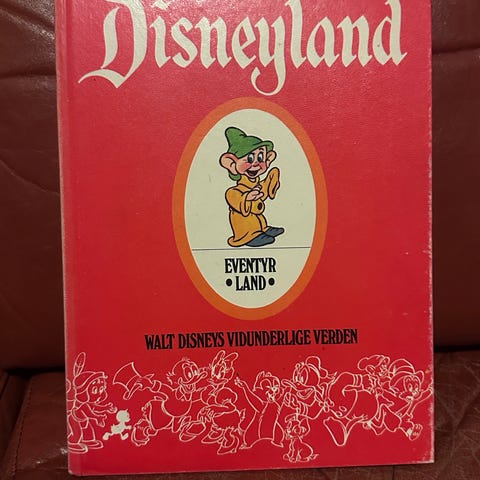 Disneyland
EVENTYR
• LAND •
WALT DISNEYS VIDUNDERLIGE VERDEN